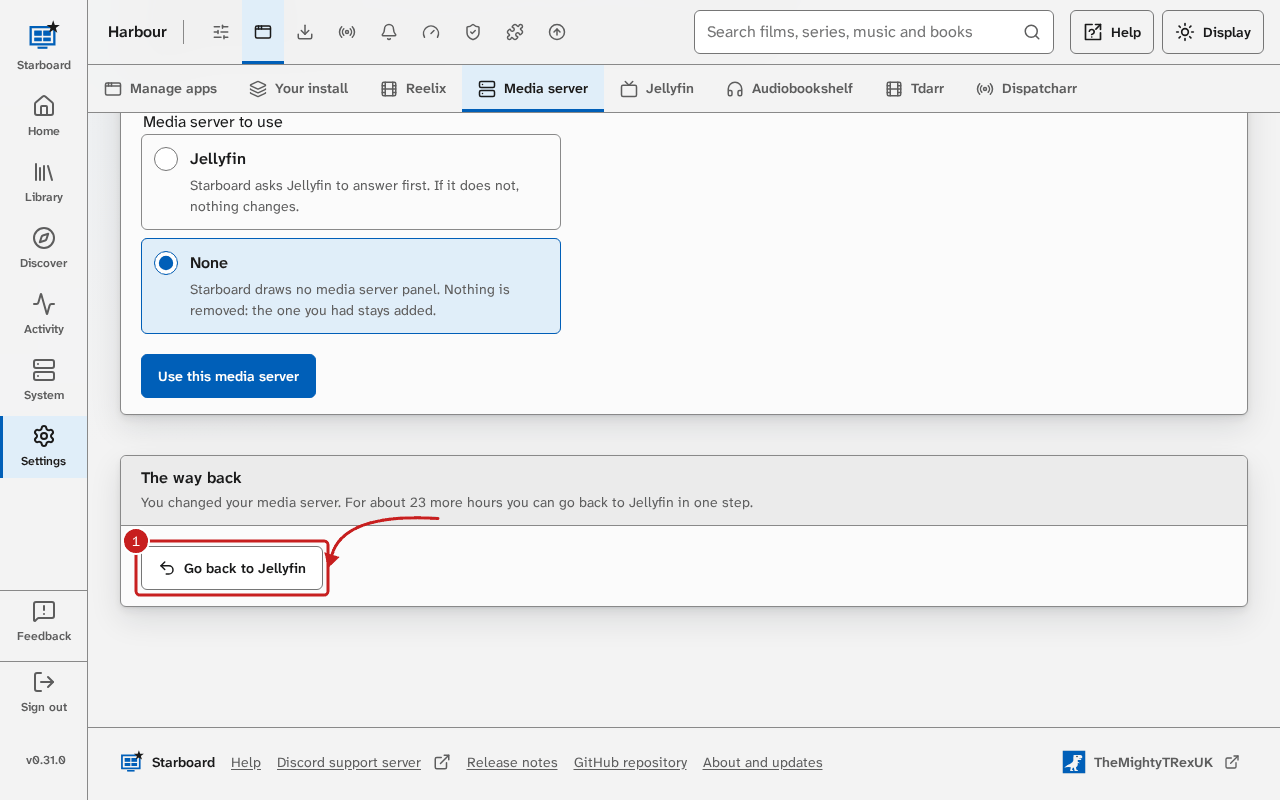 Starboard
Home
Library
Discover
Activity
System
Settings
Feedback
Sign out
v0.31.0
Harbour
Search films, series, music and books
Help
Display
Manage apps
Your install
Reelix
Media server
Jellyfin
Audiobookshelf
Tdarr
Dispatcharr
Media server to use
Jellyfin
Starboard asks Jellyfin to answer first. If it does not,
nothing changes.
None
Starboard draws no media server panel. Nothing is
removed: the one you had stays added.
Use this media server
The way back
You changed your media server. For about 23 more hours you can go back to Jellyfin in one step.
1
Go back to Jellyfin
Starboard
Help
Discord support server
Release notes
GitHub repository
About and updates
TheMightyTRexUK